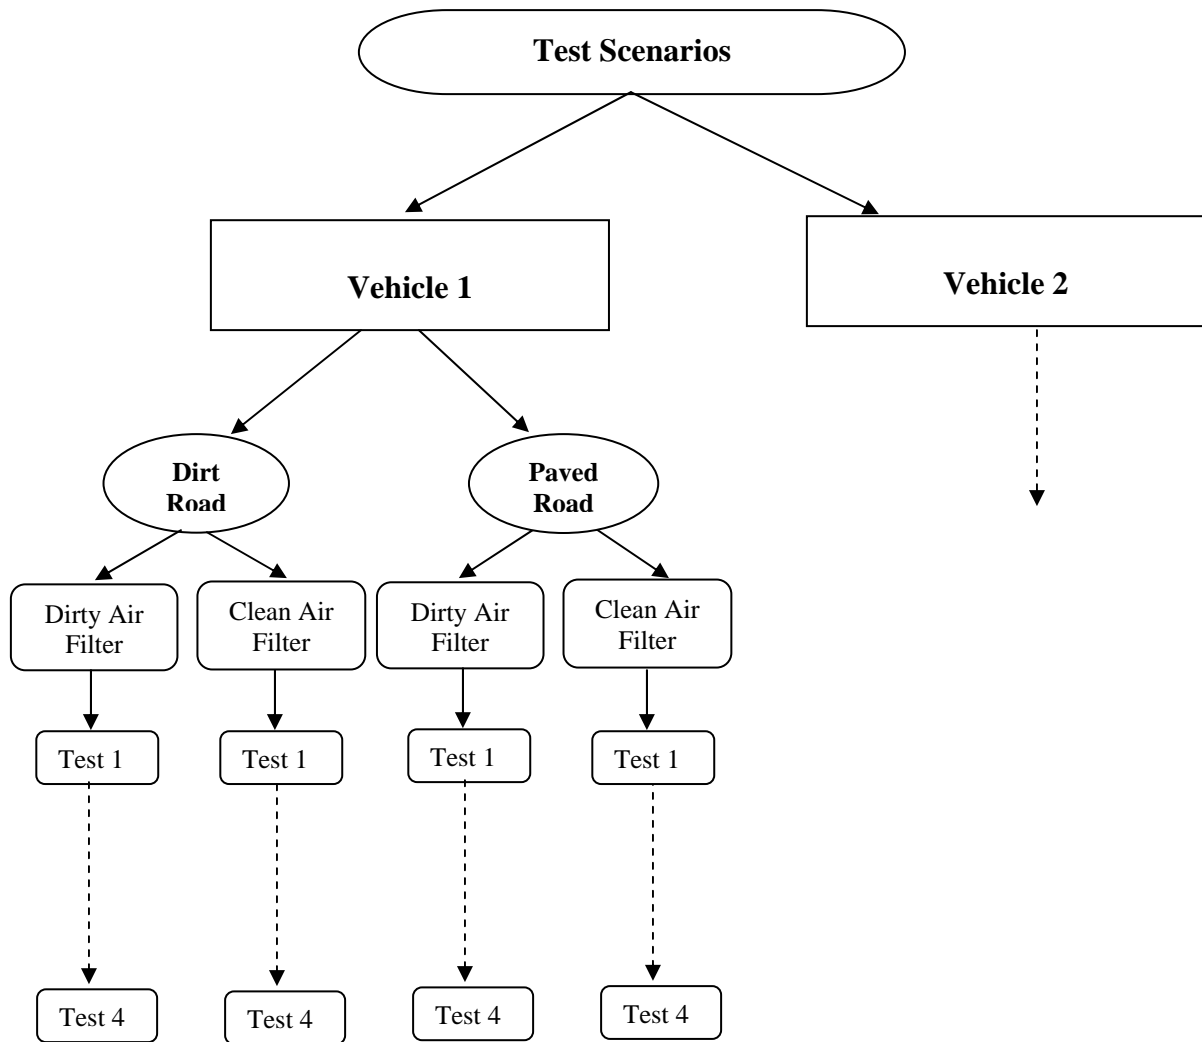 Test Scenarios
Vehicle 1
Vehicle 2
Dirt
Road
Paved
Road
Dirty Air
Filter
Clean Air
Filter
Dirty Air
Filter
Clean Air
Filter
Test 1
Test 1
Test 1
Test 1
Test 4
Test 4
Test 4
Test 4